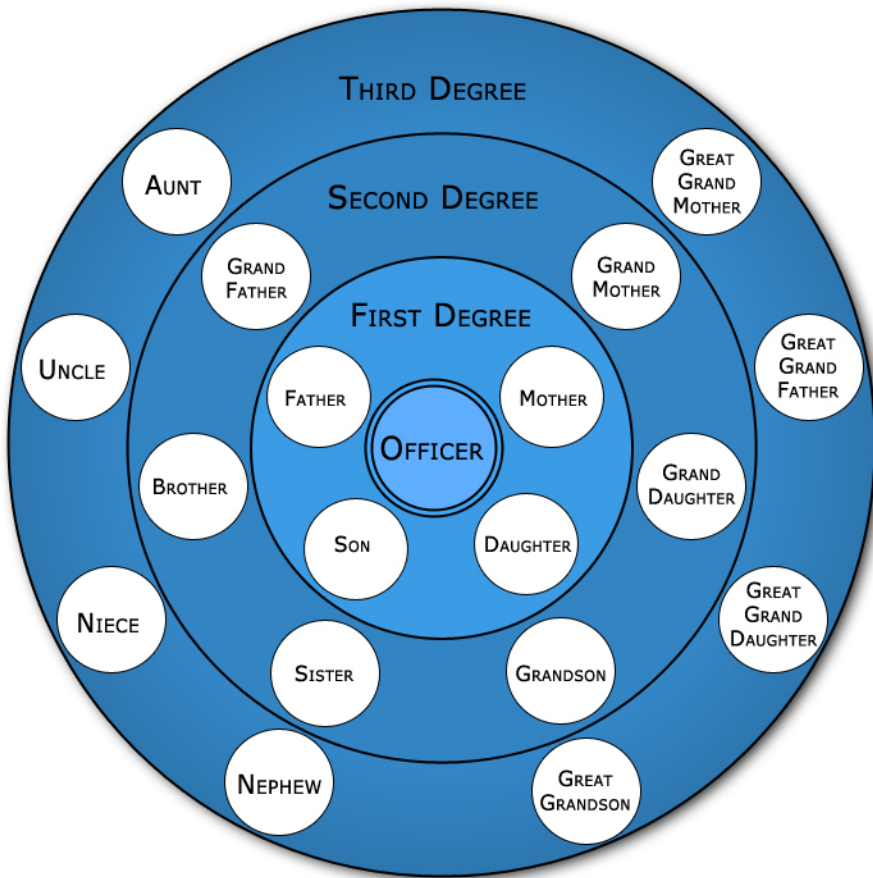 Third Degree
Aunt
Great
Grand
Mother
Second Degree
Grand
Father
Grand
Mother
First Degree
Uncle
Great
Grand
Father
Father
Mother
Officer
Brother
Grand
Daughter
Son
Daughter
Niece
Great
Grand
Daughter
Sister
Grandson
Nephew
Great
Grandson